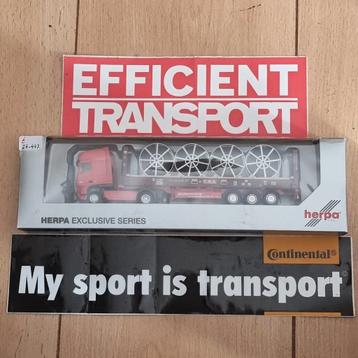 EFFICIENT
TRANSPORT
HERPA EXCLUSIVE SERIES
herpa
Continental®
My sport is transport